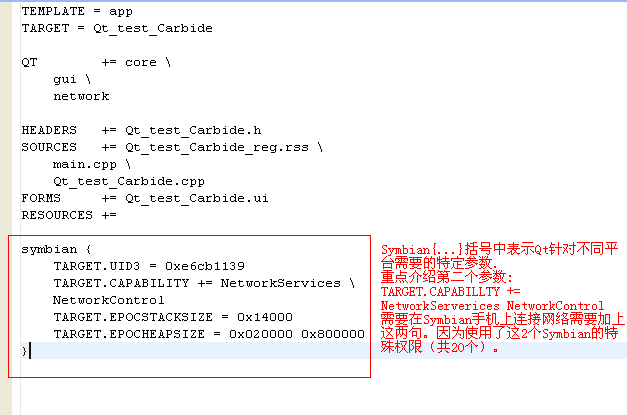 TEMPLATE = app
TARGET = Qt_test_Carbide
QT += core \
gui \
network
HEADERS += Qt_test_Carbide.h
SOURCES += Qt_test_Carbide_reg.rss \
main.cpp \
Qt_test_Carbide.cpp
FORMS += Qt_test_Carbide.ui
RESOURCES +=
symbian {
TARGET.UID3 = 0xe6cb1139
TARGET.CAPABILITY += NetworkServices \
NetworkControl
TARGET.EPOCSTACKSIZE = 0x14000
TARGET.EPOCHEAPSIZE = 0x020000 0x800000
}
Symbian{...}括号中表示Qt针对不同平
台需要的特定参数.
重点介绍第二个参数:
TARGET.CAPABILLTY +=
NetworkServerices NetworkControl
需要在Symbian手机上连接网络需要加上
这两句。因为使用了这2个Symbian的特
殊权限（共20个）。